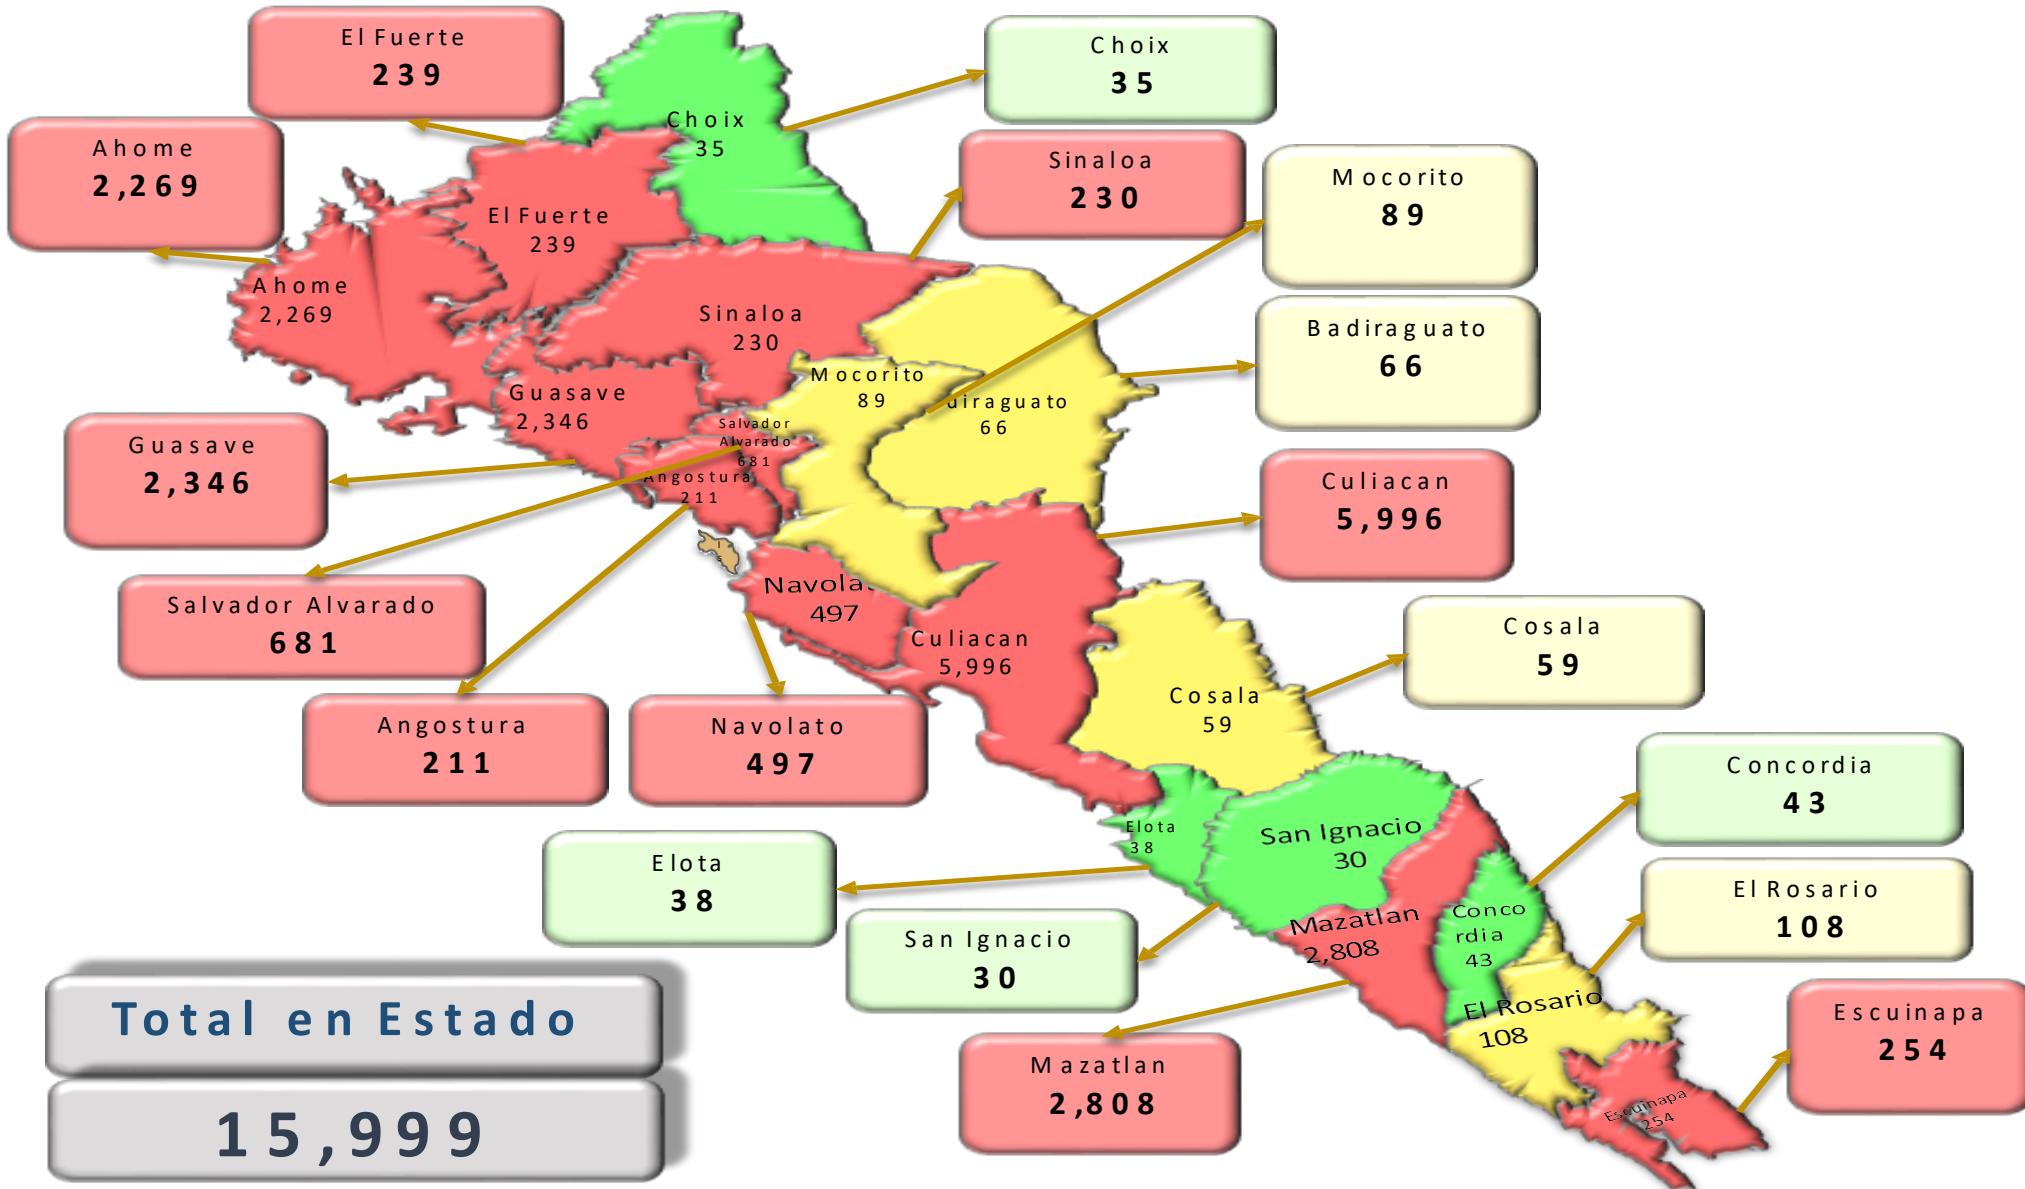 El Fuerte
239
Choix
35
Ahome
2,269
Sinaloa
230
Mocorito
89
Badiraguato
66
Guasave
2,346
Culiacan
5,996
Salvador Alvarado
681
Angostura
211
Navolato
497
Cosala
59
Concordia
43
Elota
38
El Rosario
108
San Ignacio
30
Mazatlan
2,808
Escuinapa
254
Choix
35
El Fuerte
239
Ahome
2,269
Sinaloa
230
Mocorito
89
diraguato
66
Guasave
2,346
Salvador
Alvarado
681
Angostura
211
Navola
497
Culiacan
5,996
Cosala
59
Elota
38
San Ignacio
30
Mazatlan
2,808
Conco
rdia
43
El Rosario
108
Escuinapa
254
Total en Estado
15,999